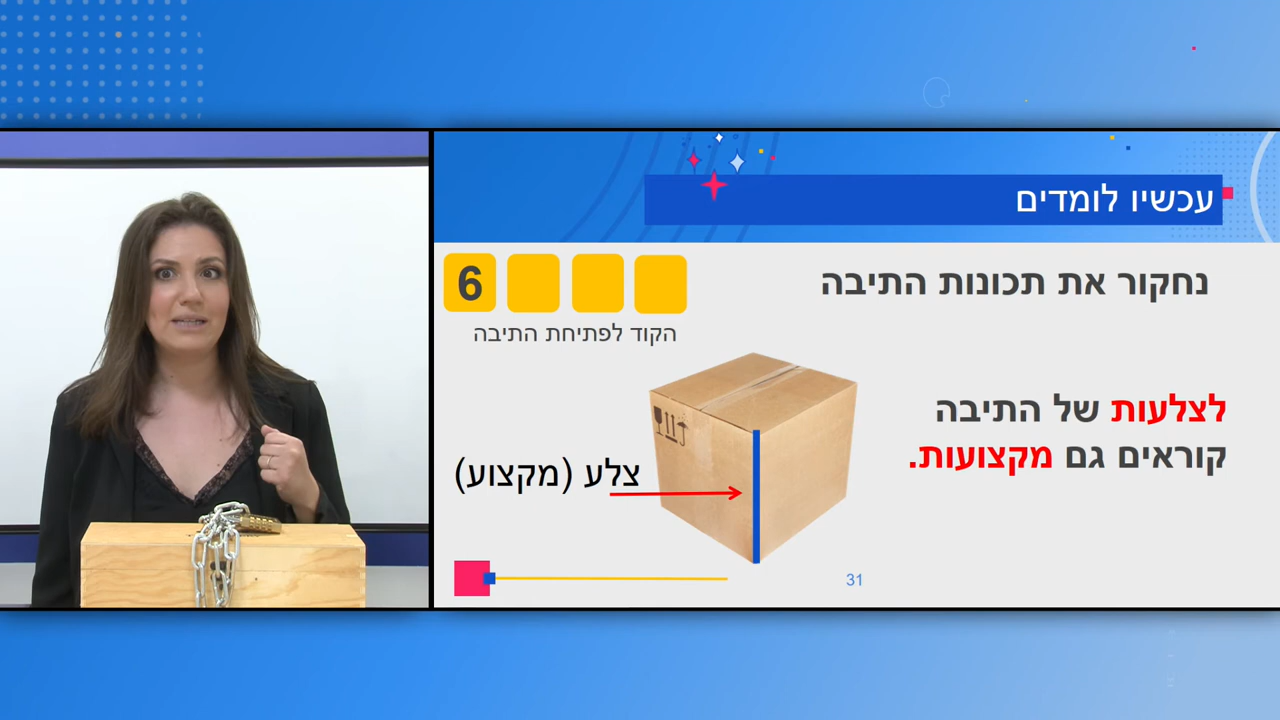 עכשיו לומדים
נחקור את תכונות התיבה
6
הקוד לפתיחת התיבה
לצלעות של התיבה
קוראים גם מקצועות.
צלע (מקצוע)
31